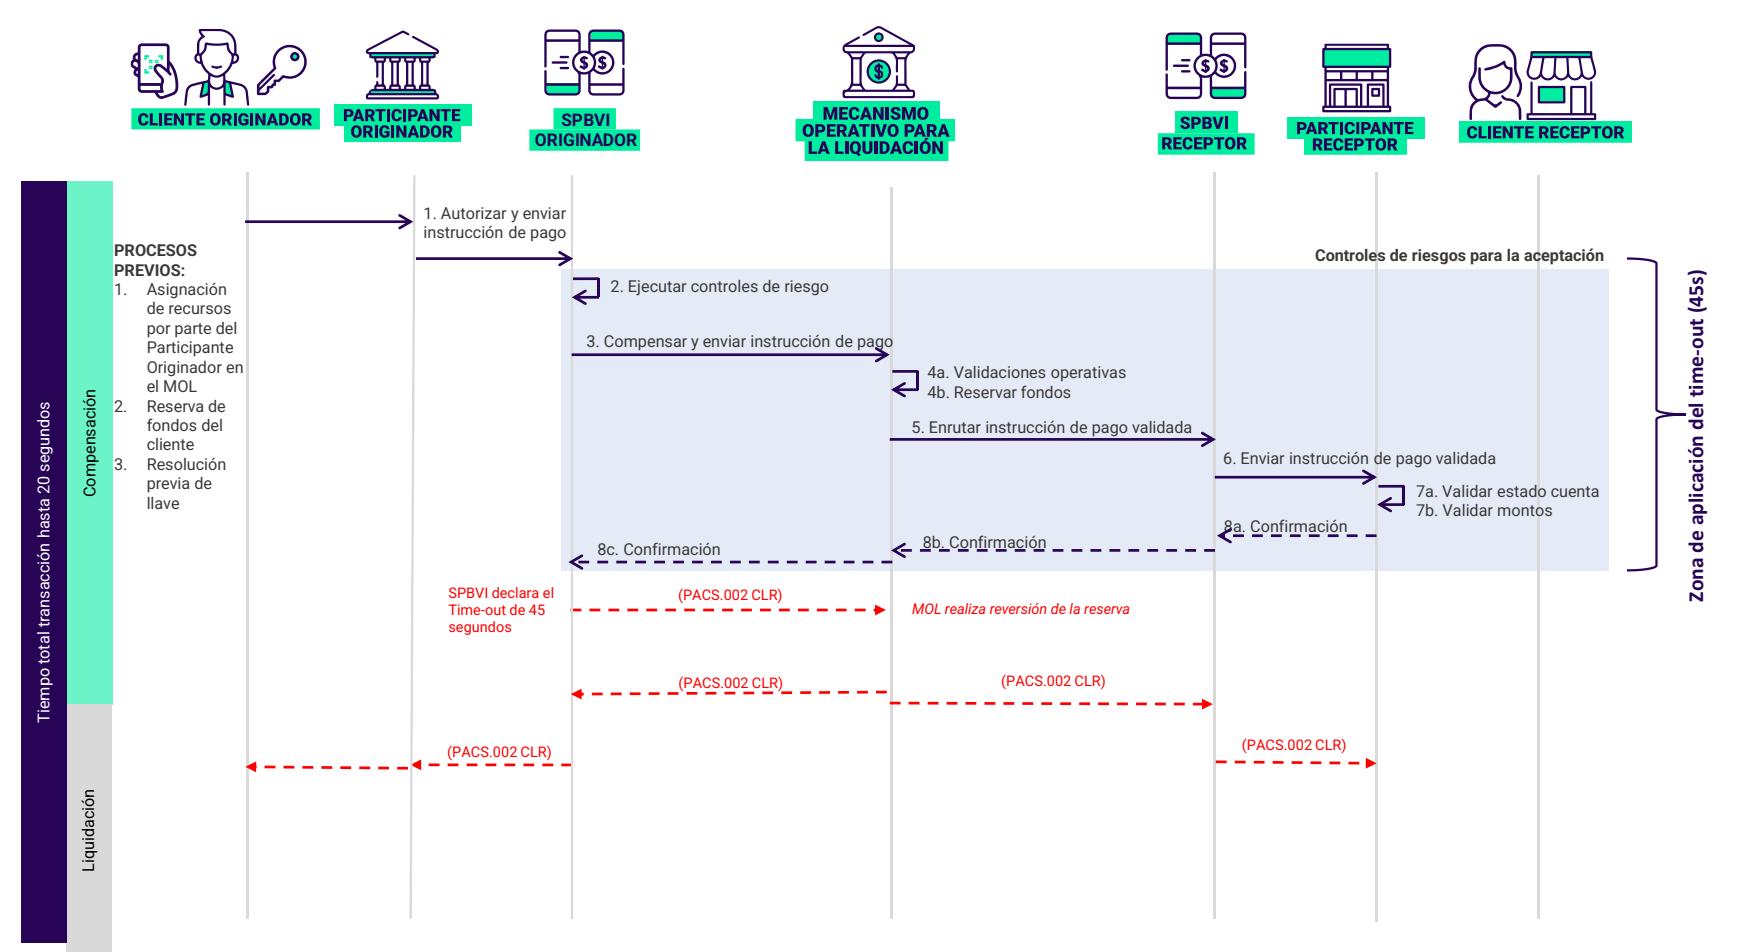 CLIENTE ORIGINADOR
PARTICIPANTE
ORIGINADOR
SPBVI
ORIGINADOR
MECANISMO
OPERATIVO PARA
LA LIQUIDACIÓN
SPBVI
RECEPTOR
PARTICIPANTE
RECEPTOR
CLIENTE RECEPTOR
Tiempo total transacción hasta 20 segundos
Compensación
Liquidación
PROCESOS
PREVIOS:
1. Asignación
de recursos
por parte del
Participante
Originador en
el MOL
2. Reserva de
fondos del
cliente
3. Resolución
previa de
llave
1. Autorizar y enviar
instrucción de pago
Controles de riesgos para la aceptación
2. Ejecutar controles de riesgo
3. Compensar y enviar instrucción de pago
4a. Validaciones operativas
4b. Reservar fondos
5. Enrutar instrucción de pago validada
6. Enviar instrucción de pago validada
7a. Validar estado cuenta
7b. Validar montos
8a. Confirmación
8b. Confirmación
8c. Confirmación
Zona de aplicación del time-out (45s)
SPBVI declara el
Time-out de 45
segundos
(PACS.002 CLR)
MOL realiza reversión de la reserva
(PACS.002 CLR)
(PACS.002 CLR)
(PACS.002 CLR)
(PACS.002 CLR)